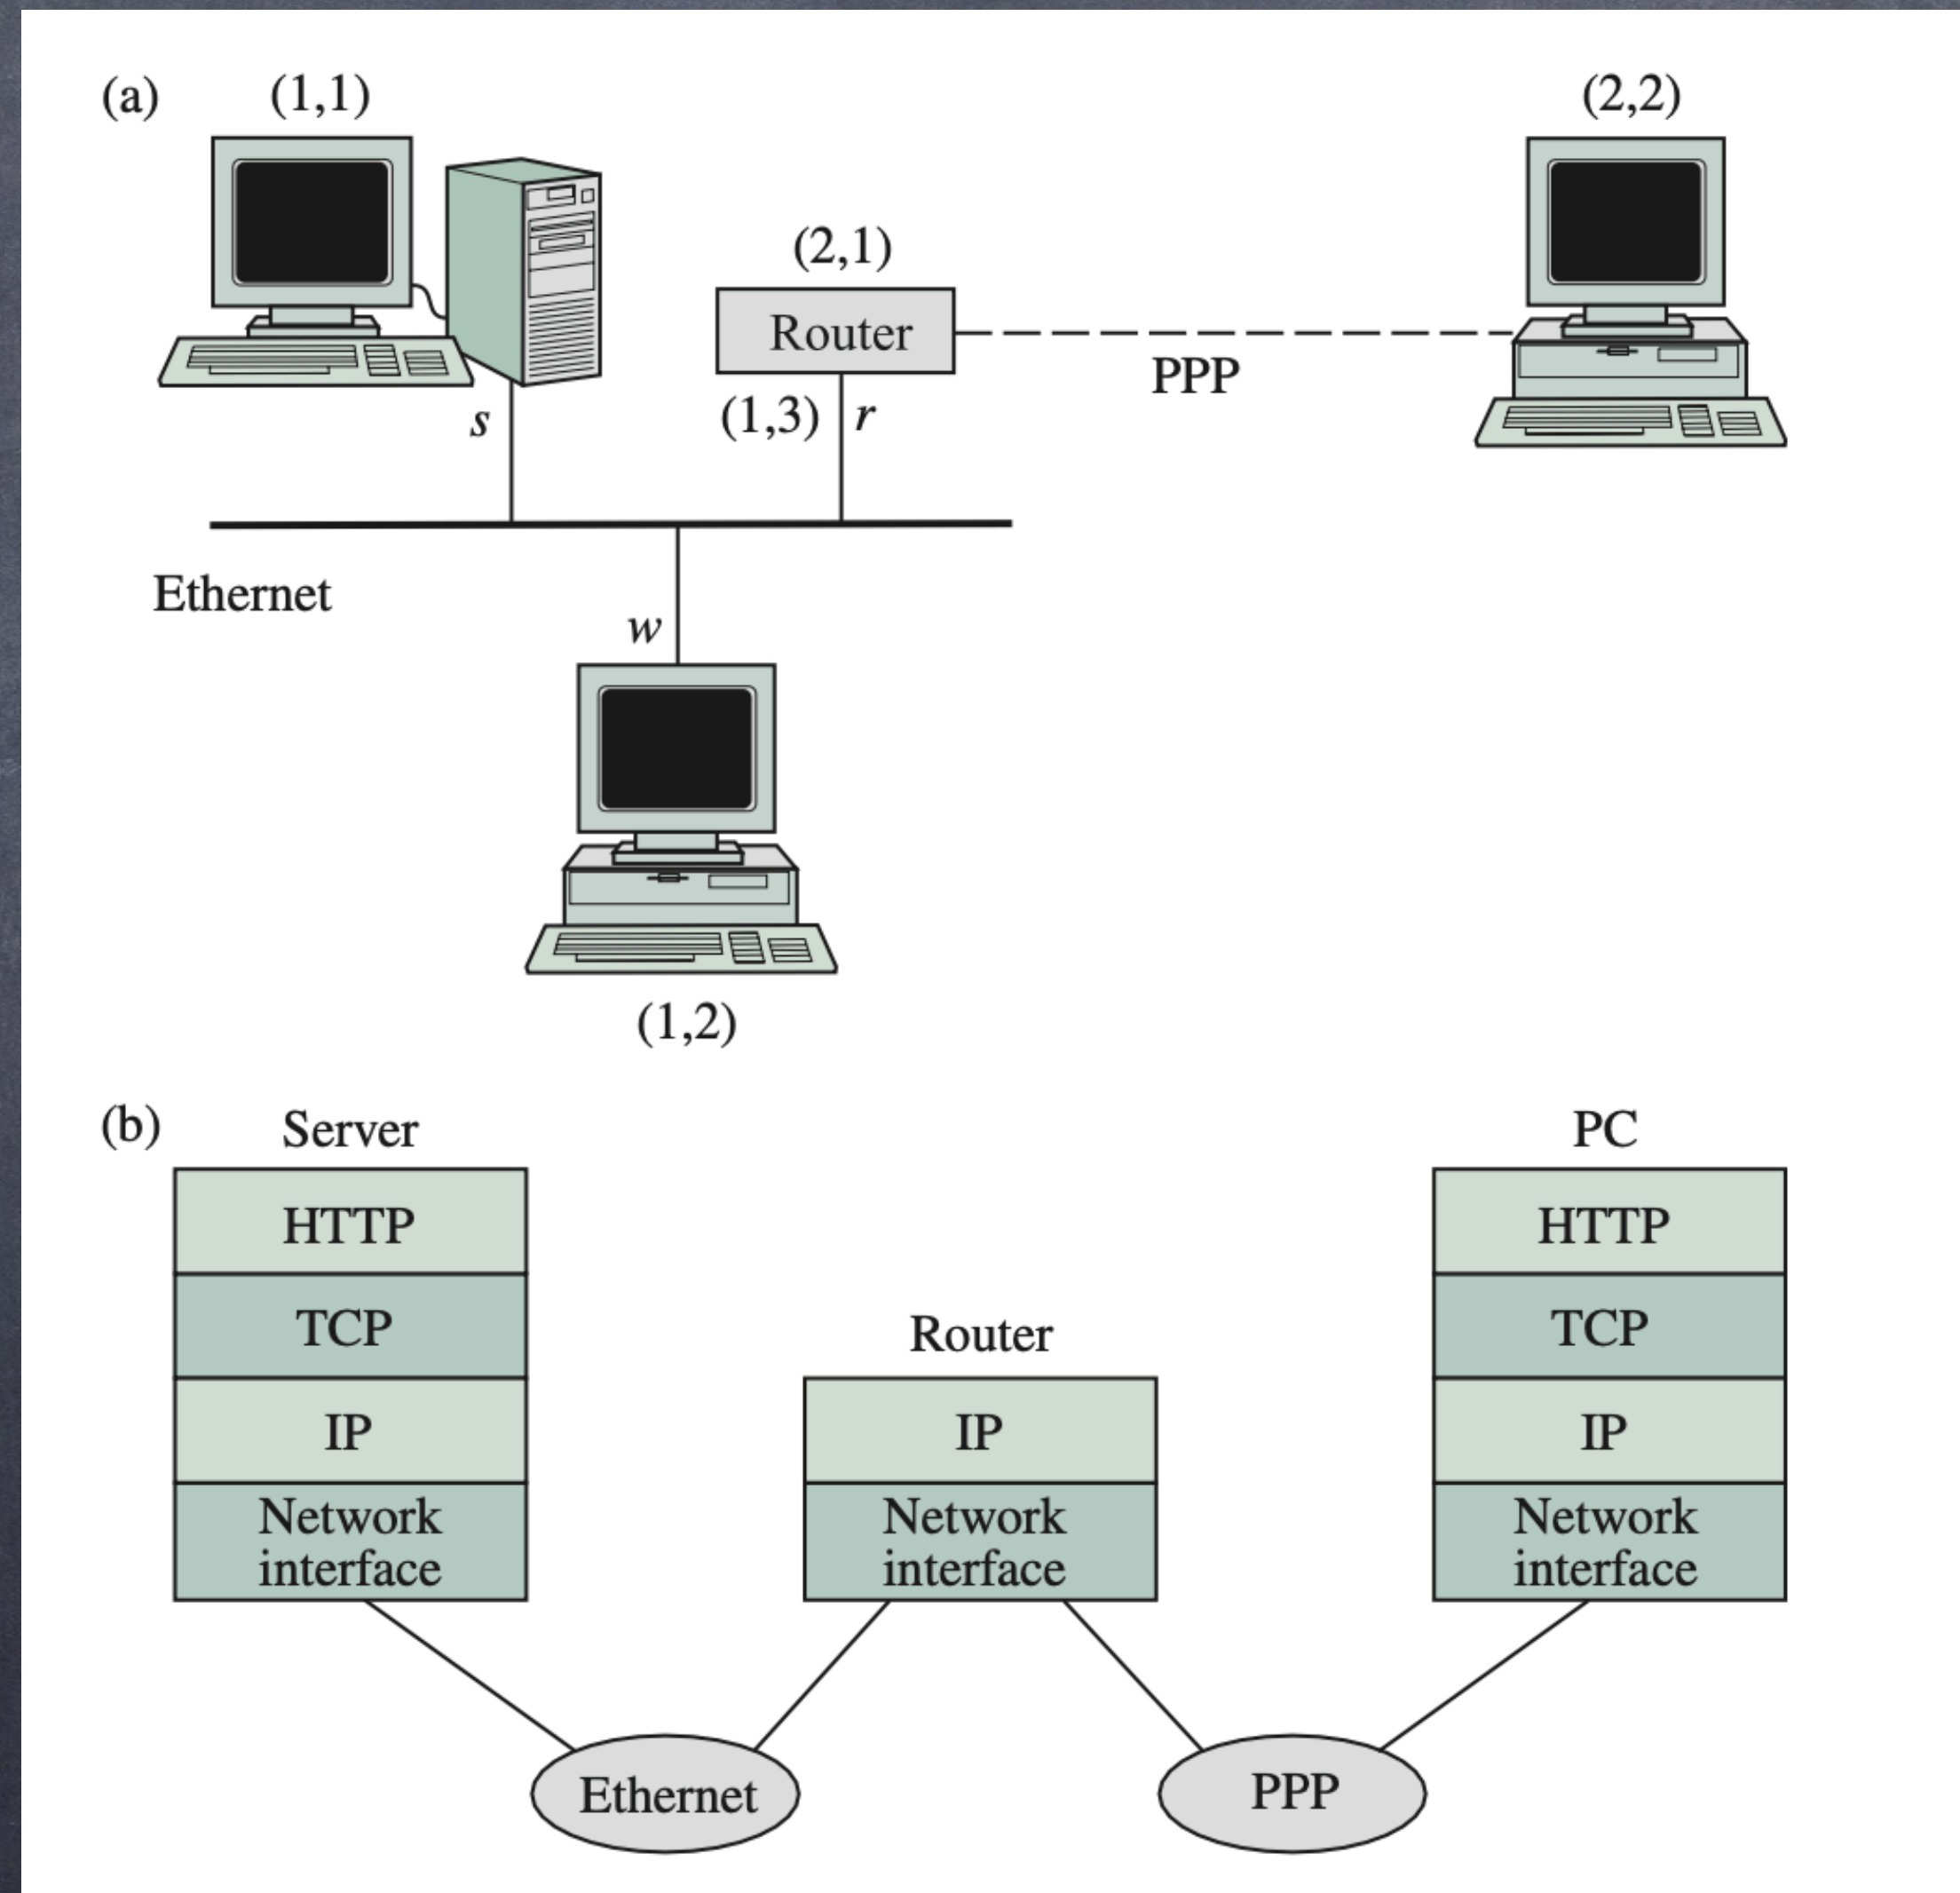 (a)
(1,1)
(2,2)
(2,1)
Router
PPP
s
(1,3)
r
Ethernet
w
(1,2)
(b)
Server
PC
HTTP
HTTP
TCP
TCP
Router
IP
IP
IP
Network
interface
Network
interface
Network
interface
Ethernet
PPP